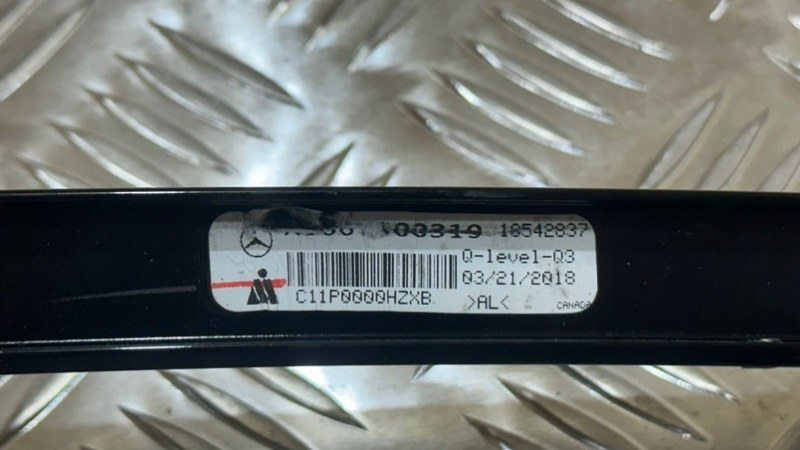 00319 18542837
Q-level-Q3
03/21/2018
C11P0000HZXB >AL< CANADA